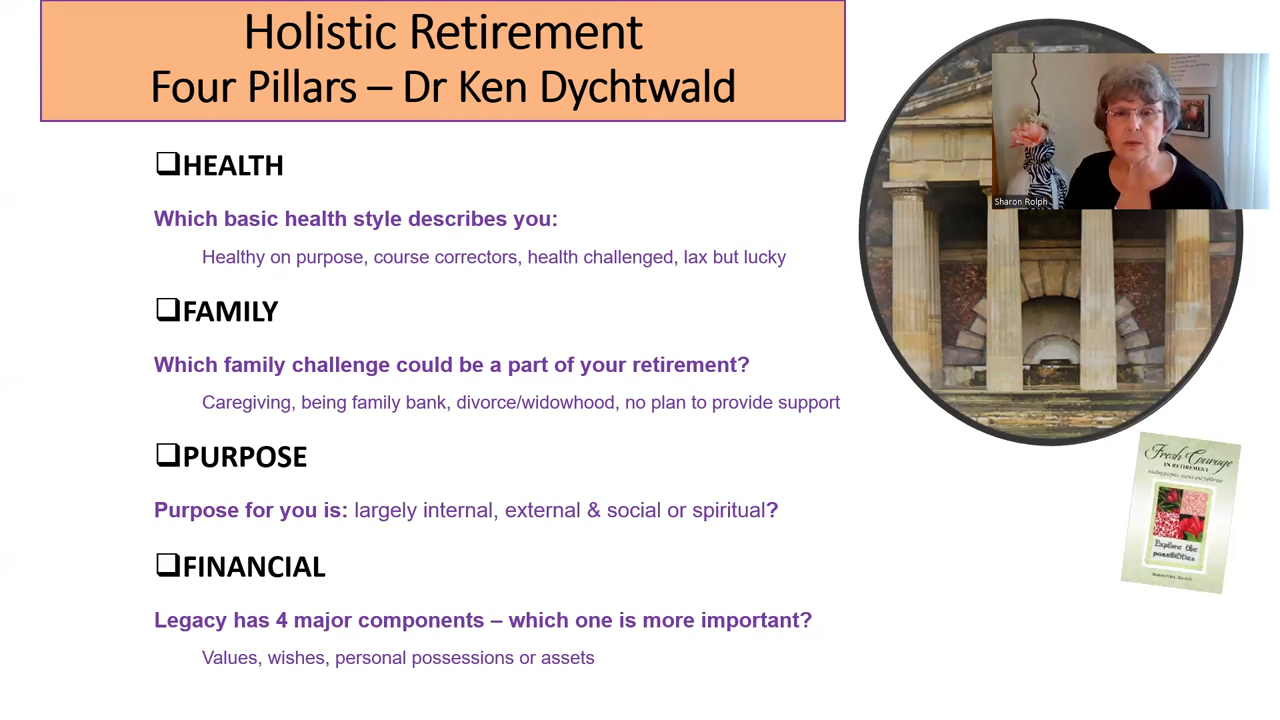 Holistic Retirement
Four Pillars – Dr Ken Dychtwald
❑HEALTH
Which basic health style describes you:
Healthy on purpose, course correctors, health challenged, lax but lucky
❑FAMILY
Which family challenge could be a part of your retirement?
Caregiving, being family bank, divorce/widowhood, no plan to provide support
❑PURPOSE
Purpose for you is: largely internal, external & social or spiritual?
❑FINANCIAL
Legacy has 4 major components – which one is more important?
Values, wishes, personal possessions or assets
Sharon Rolph
Fresh Courage
IN RETIREMENT
Explore the
possibilities